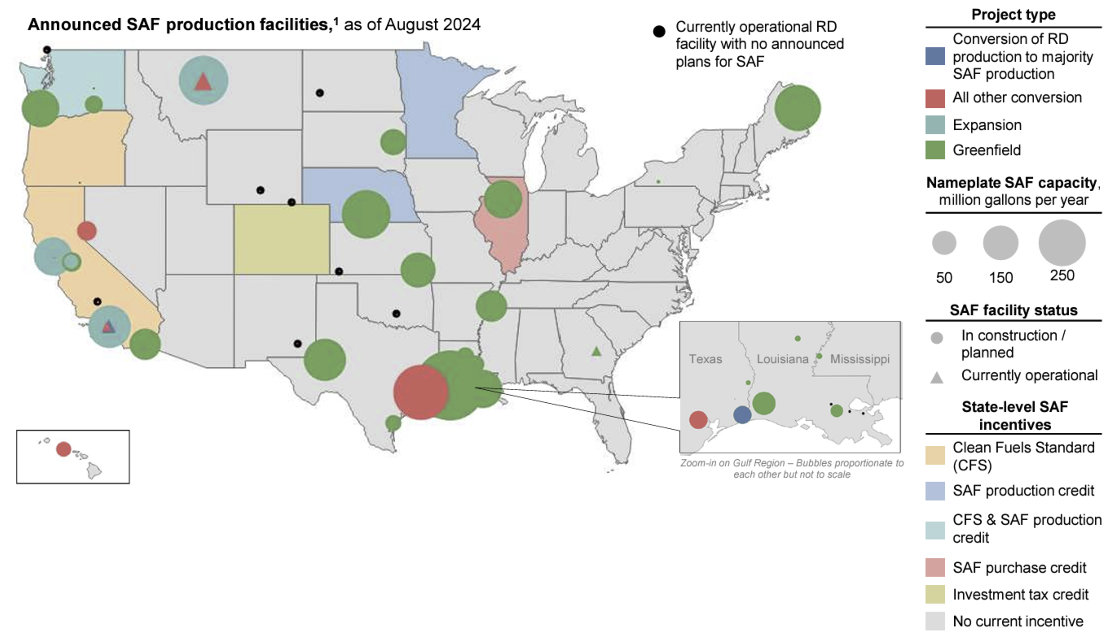 Announced SAF production facilities,¹ as of August 2024
Currently operational RD
facility with no announced
plans for SAF
Project type
Conversion of RD
production to majority
SAF production
All other conversion
Expansion
Greenfield
Nameplate SAF capacity,
million gallons per year
50
150
250
SAF facility status
In construction /
planned
Currently operational
State-level SAF
incentives
Clean Fuels Standard
(CFS)
SAF production credit
CFS & SAF production
credit
SAF purchase credit
Investment tax credit
No current incentive
Texas
Louisiana
Mississippi
Zoom-in on Gulf Region – Bubbles proportionate to
each other but not to scale